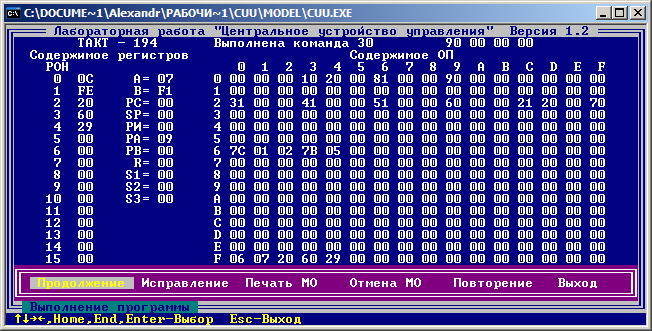 C:\DOCUME~1\Alexandr\РАБОЧИ~1\CUU\MODEL\CUU.EXE
Лабораторная работа "Центральное устройство управления" Версия 1.2
ТАКТ - 194 Выполнена команда 30 90 00 00 00
Содержимое регистров Содержимое ОП
РОН 0 1 2 3 4 5 6 7 8 9 A B C D E F
0 0C A= 07 0 00 00 00 10 20 00 81 00 00 90 00 00 00 00 00 00
1 FE B= F1 1 00 00 00 00 00 00 00 00 00 00 00 00 00 00 00 00
2 20 PC= 00 2 31 00 00 41 00 00 51 00 00 60 00 00 21 20 00 70
3 60 SP= 00 3 00 00 00 00 00 00 00 00 00 00 00 00 00 00 00 00
4 29 РИ= 00 4 00 00 00 00 00 00 00 00 00 00 00 00 00 00 00 00
5 00 РА= 09 5 00 00 00 00 00 00 00 00 00 00 00 00 00 00 00 00
6 00 РВ= 00 6 7C 01 02 7B 05 00 00 00 00 00 00 00 00 00 00 00
7 00 R= 00 7 00 00 00 00 00 00 00 00 00 00 00 00 00 00 00 00
8 00 S1= 00 8 00 00 00 00 00 00 00 00 00 00 00 00 00 00 00 00
9 00 S2= 00 9 00 00 00 00 00 00 00 00 00 00 00 00 00 00 00 00
10 00 S3= 00 A 00 00 00 00 00 00 00 00 00 00 00 00 00 00 00 00
11 00 B 00 00 00 00 00 00 00 00 00 00 00 00 00 00 00 00
12 00 C 00 00 00 00 00 00 00 00 00 00 00 00 00 00 00 00
13 00 D 00 00 00 00 00 00 00 00 00 00 00 00 00 00 00 00
14 00 E 00 00 00 00 00 00 00 00 00 00 00 00 00 00 00 00
15 00 F 06 07 20 60 29 00 00 00 00 00 00 00 00 00 00 00
Продолжение Исправление Печать МО Отмена МО Повторение Выход
Выполнение программы
↑↓→←,Home,End,Enter-Выбор Esc-Выход